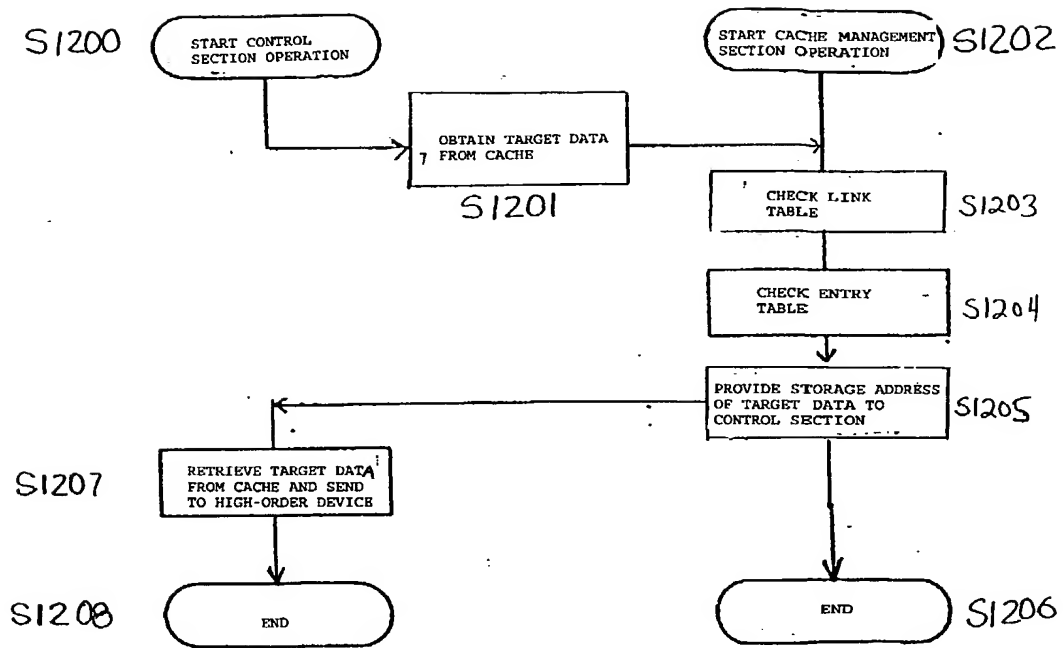 S1200
START CONTROL
SECTION OPERATION
START CACHE MANAGEMENT
SECTION OPERATION
S1202
OBTAIN TARGET DATA
FROM CACHE
S1201
CHECK LINK
TABLE
S1203
CHECK ENTRY
TABLE
S1204
PROVIDE STORAGE ADDRESS
OF TARGET DATA TO
CONTROL SECTION
S1205
S1207
RETRIEVE TARGET DATA
FROM CACHE AND SEND
TO HIGH-ORDER DEVICE
S1208
END
END
S1206